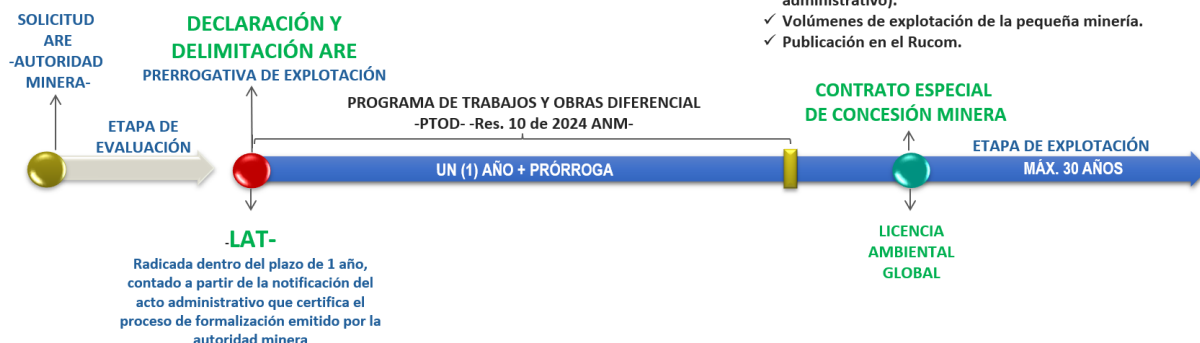 SOLICITUD
ARE
-AUTORIDAD
MINERA-
DECLARACIÓN Y
DELIMITACIÓN ARE
PRERROGATIVA DE EXPLOTACIÓN
administrativo).
✓ Volúmenes de explotación de la pequeña minería.
✓ Publicación en el Rucom.
ETAPA DE
EVALUACIÓN
PROGRAMA DE TRABAJOS Y OBRAS DIFERENCIAL
-PTOD- -Res. 10 de 2024 ANM-
UN (1) AÑO + PRÓRROGA
CONTRATO ESPECIAL
DE CONCESIÓN MINERA
ETAPA DE EXPLOTACIÓN
MÁX. 30 AÑOS
-LAT-
Radicada dentro del plazo de 1 año,
contado a partir de la notificación del
acto administrativo que certifica el
proceso de formalización emitido por la
autoridad minera
LICENCIA
AMBIENTAL
GLOBAL